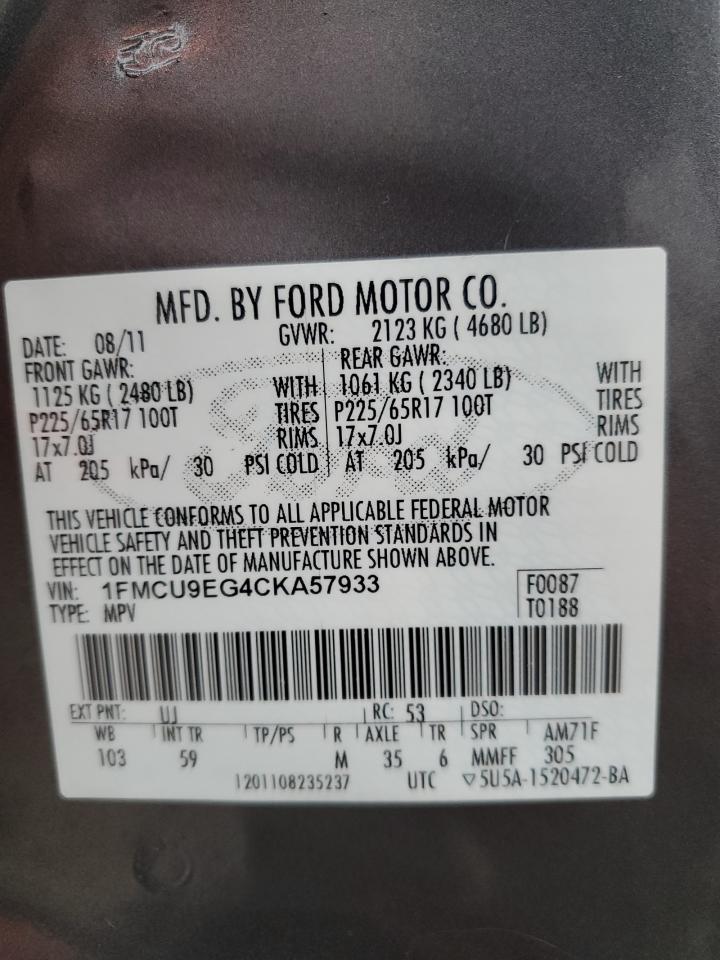 MFD. BY FORD MOTOR CO.
DATE: 08/11 GVWR: 2123 KG ( 4680 LB)
FRONT GAWR: REAR GAWR:
1125 KG ( 2480 LB) WITH 1061 KG ( 2340 LB) WITH
P225/65R17 100T TIRES P225/65R17 100T TIRES
17x7.0J RIMS 17x7.0J RIMS
AT 205 kPa/ 30 PSI COLD AT 205 kPa/ 30 PSI COLD
THIS VEHICLE CONFORMS TO ALL APPLICABLE FEDERAL MOTOR
VEHICLE SAFETY AND THEFT PREVENTION STANDARDS IN
EFFECT ON THE DATE OF MANUFACTURE SHOWN ABOVE.
VIN: 1FMCU9EG4CKA57933 F0087
TYPE: MPV T0188
EXT PNT: UJ RC: 53 DSO:
WB INT TR TP/PS R AXLE TR SPR AM71F
103 59 M 35 6 MMFF 305
1201108235237 UTC ▽5U5A-1520472-BA